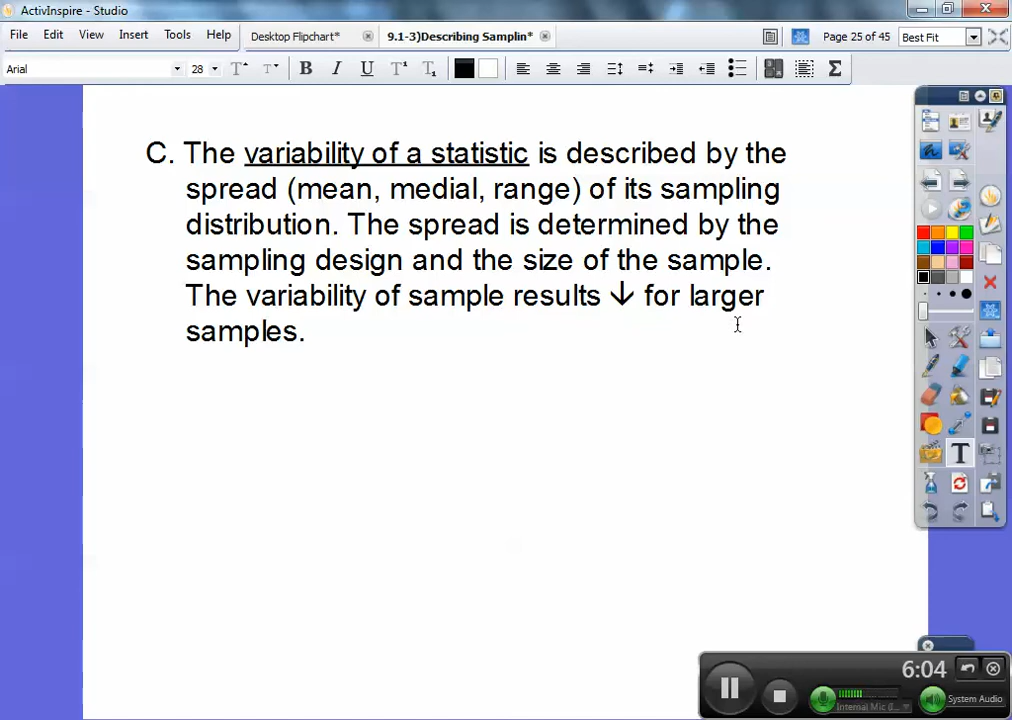 ActivInspire - Studio
File Edit View Insert Tools Help
Desktop Flipchart*
9.1-3)Describing Samplin*
Page 25 of 45
Best Fit
Arial
28
B I U
C. The variability of a statistic is described by the
spread (mean, medial, range) of its sampling
distribution. The spread is determined by the
sampling design and the size of the sample.
The variability of sample results ↓ for larger
samples.
6:04
Internal Mic (I...
System Audio